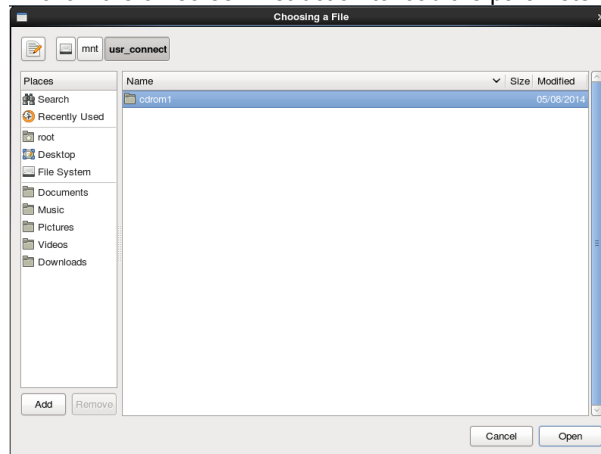 Choosing a File
mnt usr_connect
Places
Name Size Modified
Search
cdrom1 05/08/2014
Recently Used
root
Desktop
File System
Documents
Music
Pictures
Videos
Downloads
Add Remove
Cancel Open